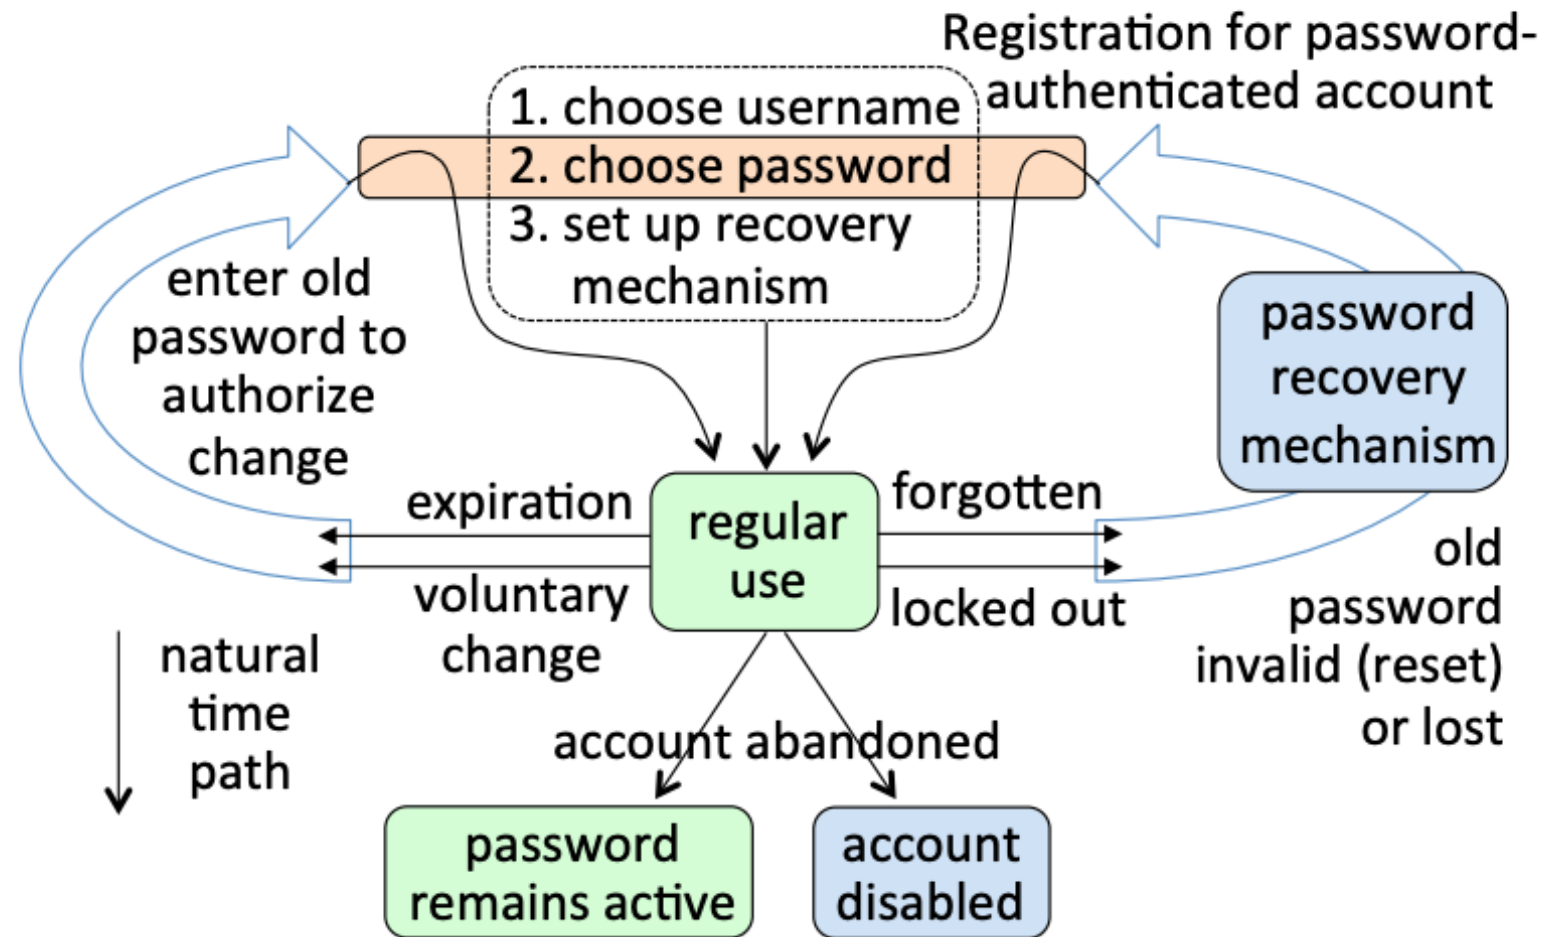 Registration for password-
authenticated account
1. choose username
2. choose password
3. set up recovery
mechanism
enter old
password to
authorize
change
password
recovery
mechanism
expiration
voluntary
change
regular
use
forgotten
locked out
old
password
invalid (reset)
or lost
natural
time
path
account abandoned
password
remains active
account
disabled